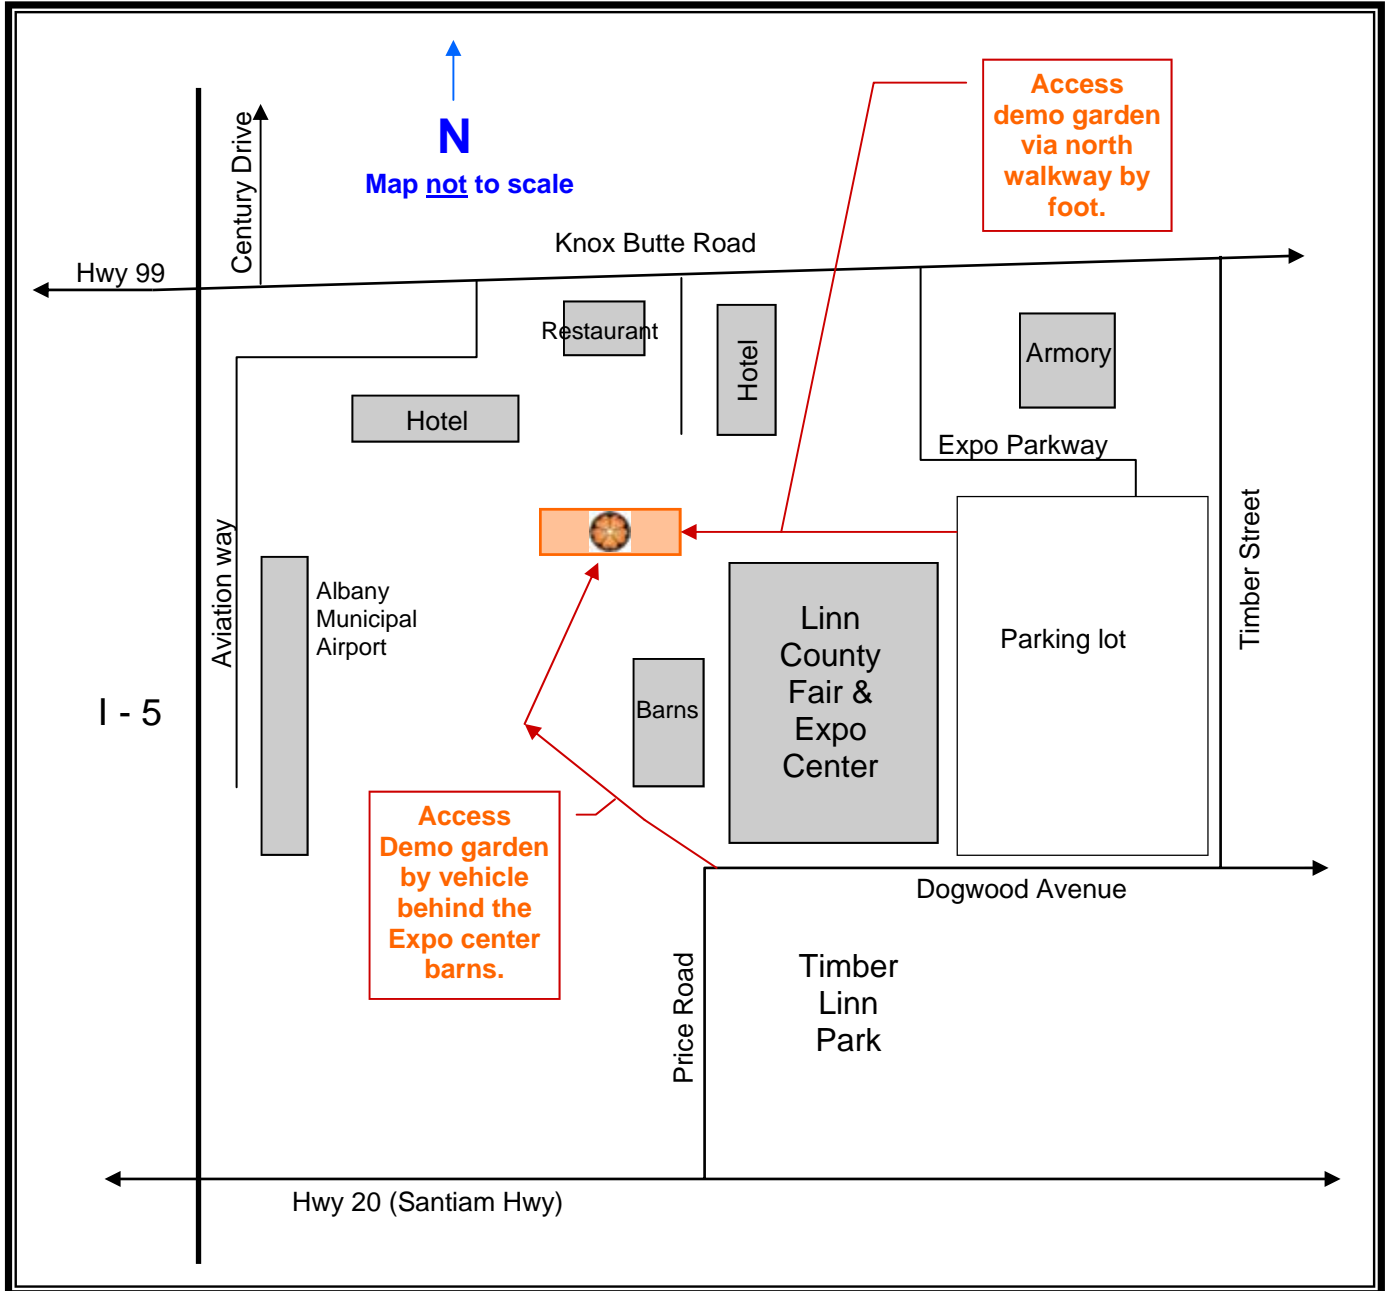 N
Map not to scale
Century Drive
Access
demo garden
via north
walkway by
foot.
Knox Butte Road
Hwy 99
Restaurant
Hotel
Armory
Hotel
Expo Parkway
Aviation way
Albany
Municipal
Airport
Timber Street
Linn
County
Fair &
Expo
Center
Parking lot
I - 5
Barns
Access
Demo garden
by vehicle
behind the
Expo center
barns.
Dogwood Avenue
Price Road
Timber
Linn
Park
Hwy 20 (Santiam Hwy)